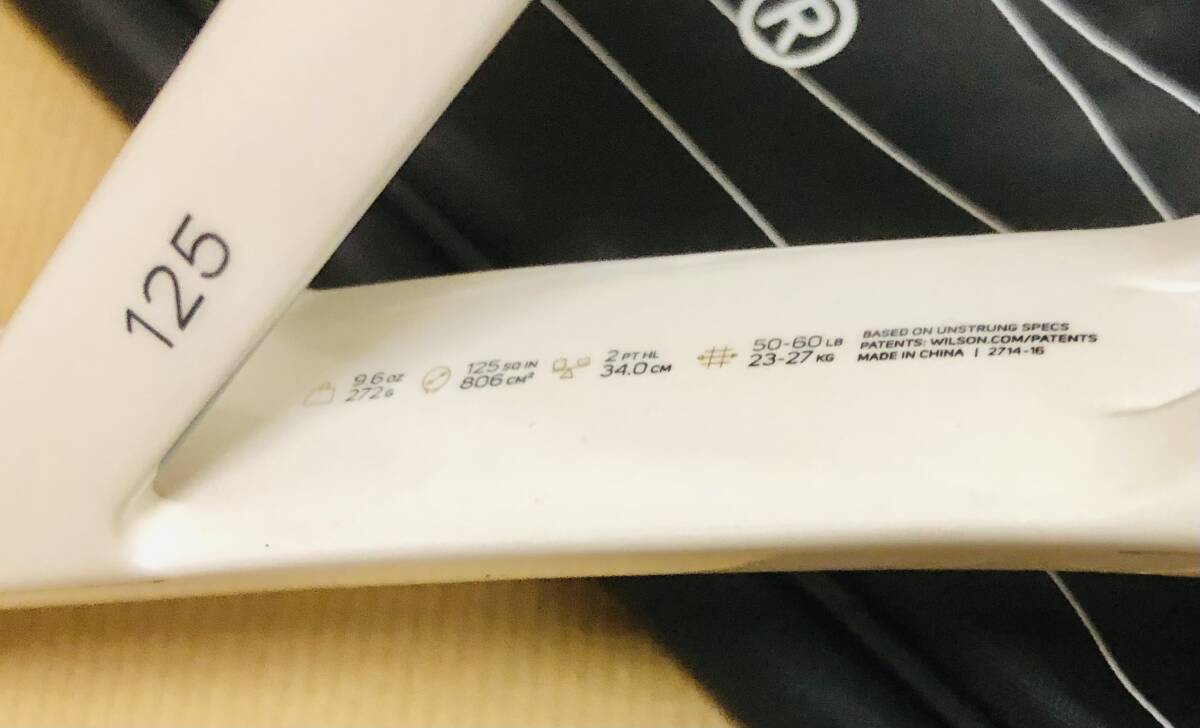 ®
125
9.6 OZ
272 G
125 SQ IN
806 CM²
2 PT HL
34.0 CM
50-60 LB
23-27 KG
BASED ON UNSTRUNG SPECS
PATENTS: WILSON.COM/PATENTS
MADE IN CHINA | 2714-16